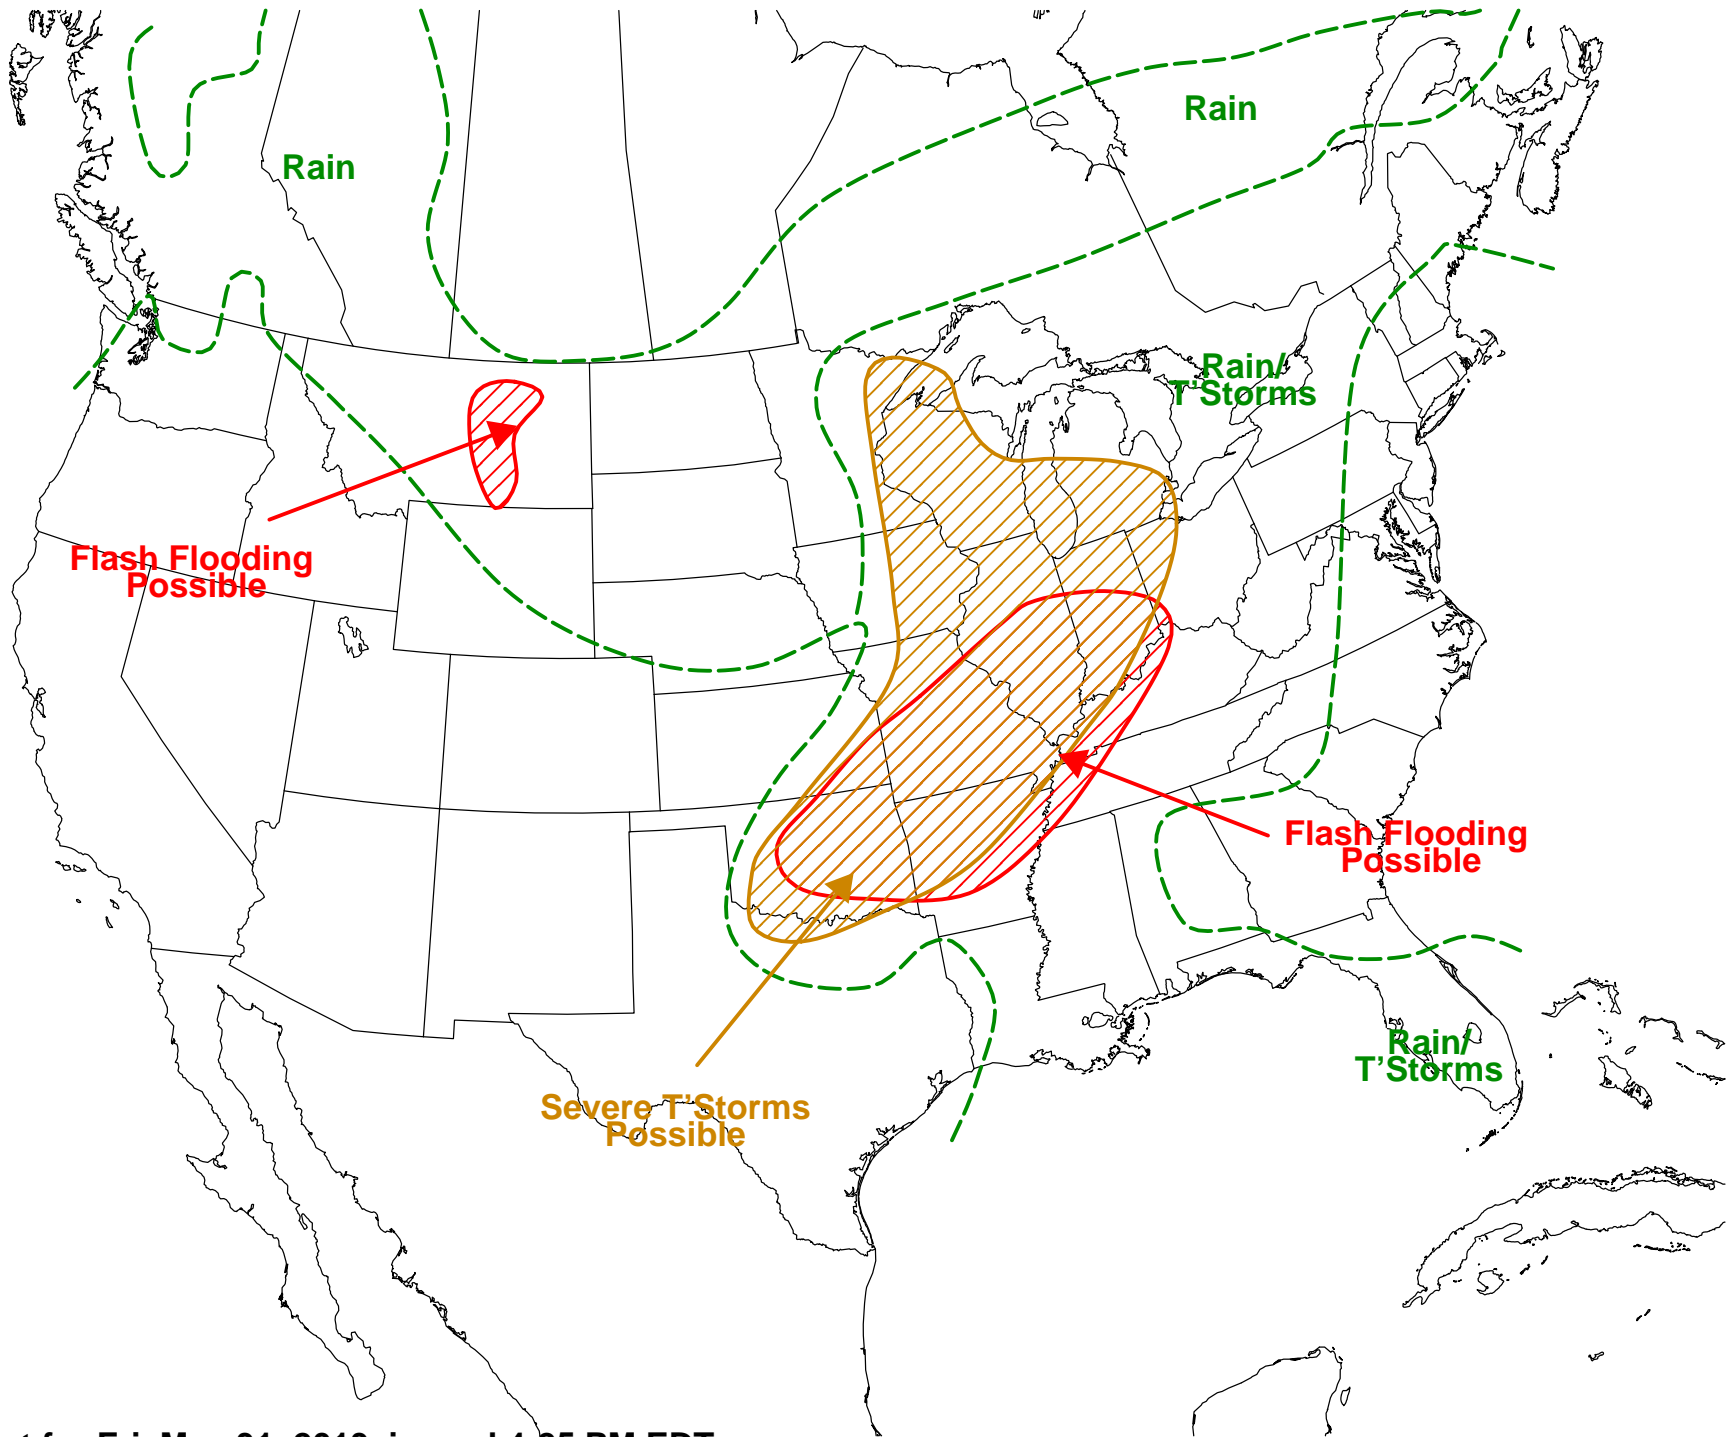 Rain
Rain
Rain/
T'Storms
Flash Flooding
Possible
Flash Flooding
Possible
Rain/
T'Storms
Severe T'Storms
Possible